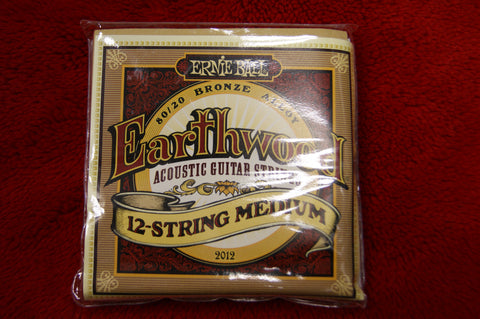 ERNIE BALL
80/20 BRONZE ALLOY
Earthwood
ACOUSTIC GUITAR STRINGS
12-STRING MEDIUM
2012